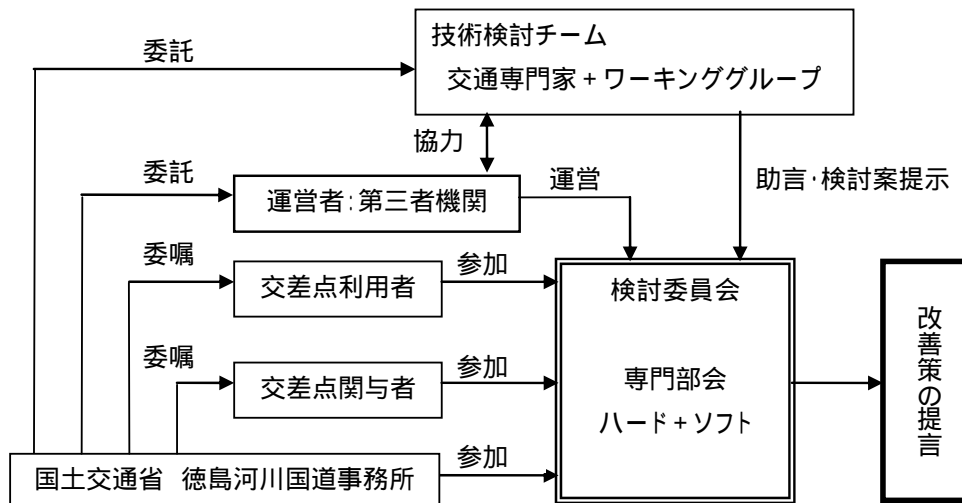 技術検討チーム
交通専門家+ワーキンググループ
委託
協力
委託
運営者:第三者機関
運営
助言・検討案提示
委嘱
交差点利用者
参加
検討委員会
専門部会
ハード+ソフト
改善策の提言
委嘱
交差点関与者
参加
国土交通省 徳島河川国道事務所
参加